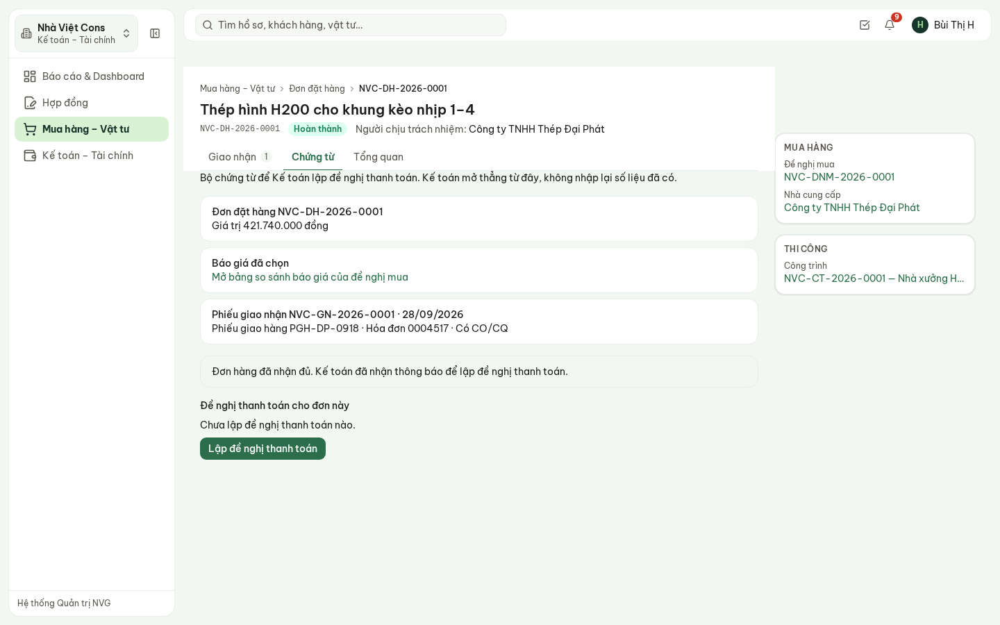 Nhà Việt Cons
Kế toán – Tài chính
Báo cáo & Dashboard
Hợp đồng
Mua hàng – Vật tư
Kế toán – Tài chính
Hệ thống Quản trị NVG
Tìm hồ sơ, khách hàng, vật tư…
9
H
Bùi Thị H
Mua hàng – Vật tư > Đơn đặt hàng > NVC-DH-2026-0001
Thép hình H200 cho khung kèo nhịp 1–4
NVC-DH-2026-0001 Hoàn thành Người chịu trách nhiệm: Công ty TNHH Thép Đại Phát
Giao nhận 1 Chứng từ Tổng quan
Bộ chứng từ để Kế toán lập đề nghị thanh toán. Kế toán mở thẳng từ đây, không nhập lại số liệu đã có.
Đơn đặt hàng NVC-DH-2026-0001
Giá trị 421.740.000 đồng
Báo giá đã chọn
Mở bảng so sánh báo giá của đề nghị mua
Phiếu giao nhận NVC-GN-2026-0001 · 28/09/2026
Phiếu giao hàng PGH-DP-0918 · Hóa đơn 0004517 · Có CO/CQ
Đơn hàng đã nhận đủ. Kế toán đã nhận thông báo để lập đề nghị thanh toán.
Đề nghị thanh toán cho đơn này
Chưa lập đề nghị thanh toán nào.
Lập đề nghị thanh toán
MUA HÀNG
Đề nghị mua
NVC-DNM-2026-0001
Nhà cung cấp
Công ty TNHH Thép Đại Phát
THI CÔNG
Công trình
NVC-CT-2026-0001 — Nhà xưởng H…